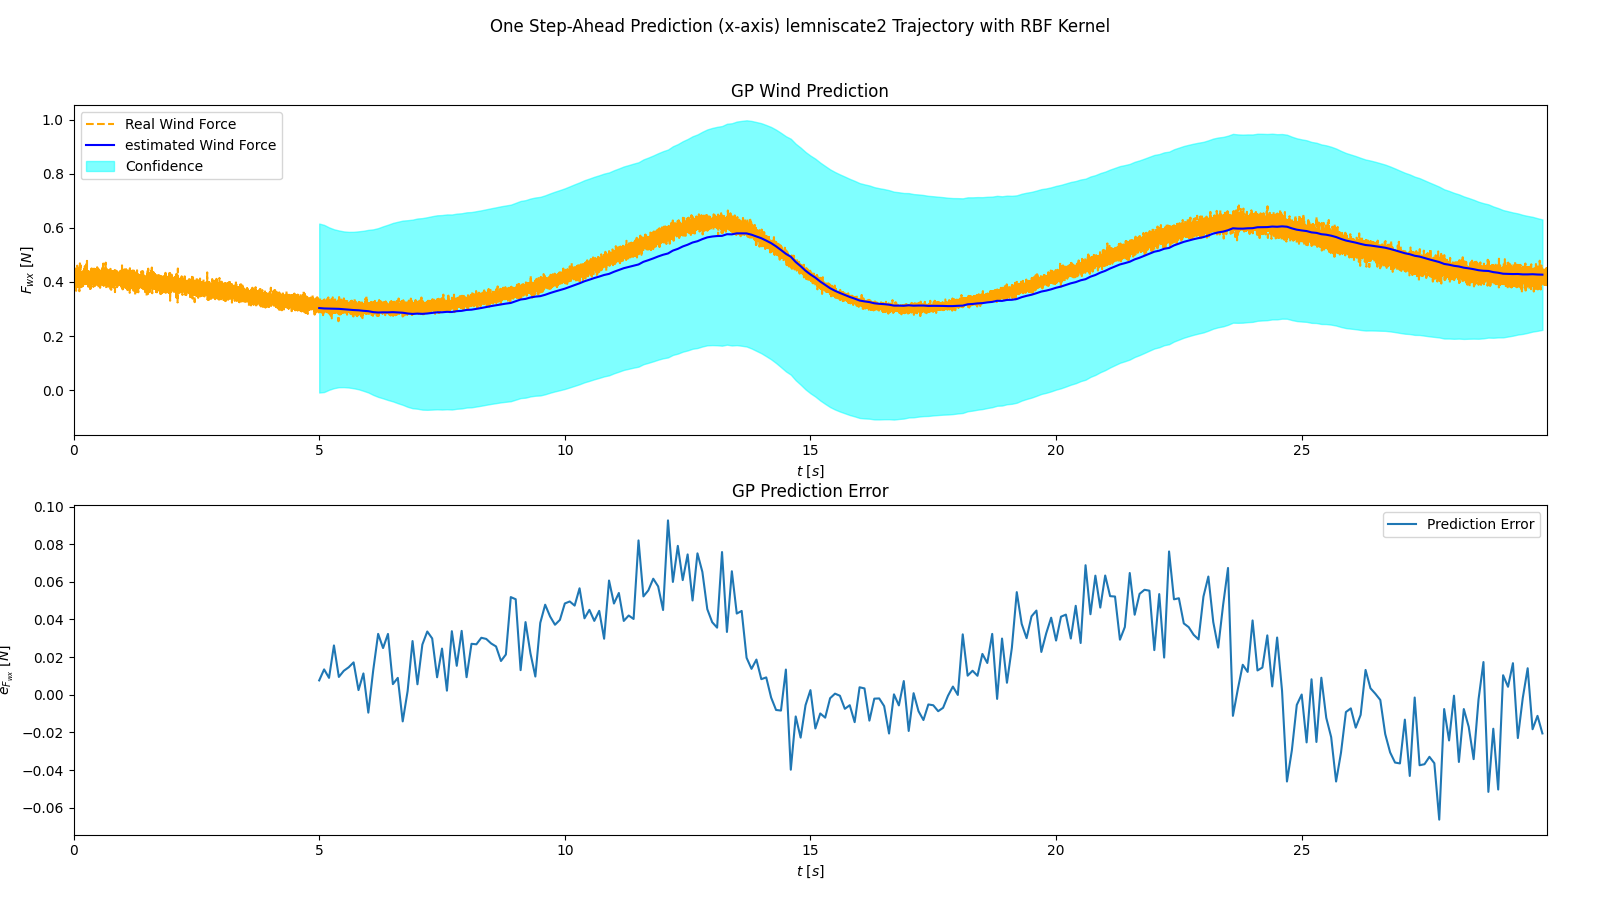 One Step-Ahead Prediction (x-axis) lemniscate2 Trajectory with RBF Kernel
GP Wind Prediction
1.0
0.8
0.6
0.4
0.2
0.0
F_wx [N]
Real Wind Force
estimated Wind Force
Confidence
0 5 10 15 20 25
t [s]
GP Prediction Error
0.10
0.08
0.06
0.04
0.02
0.00
−0.02
−0.04
−0.06
e_F_wx [N]
Prediction Error
0 5 10 15 20 25
t [s]